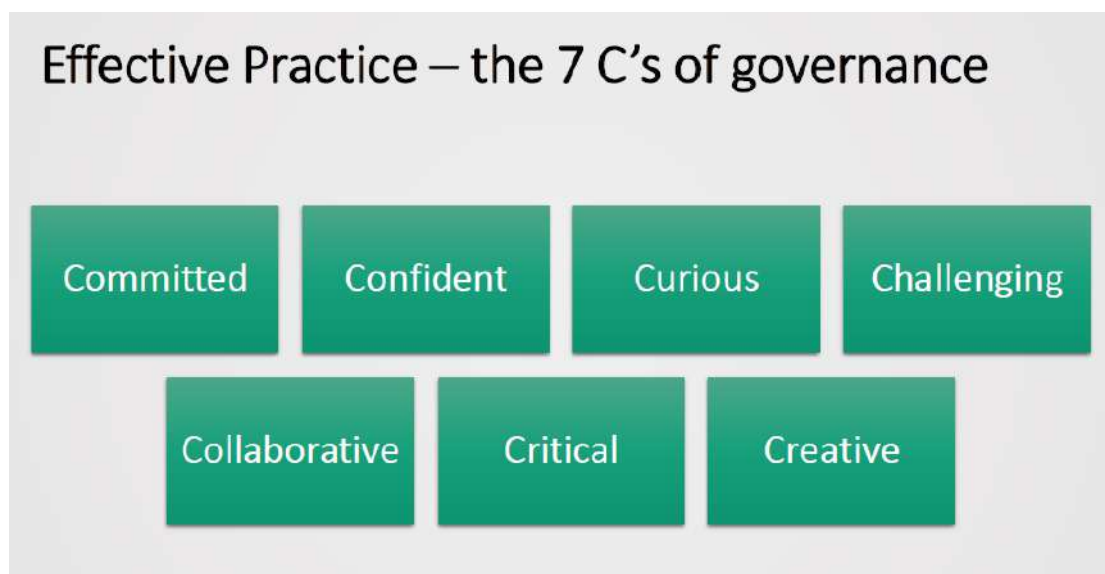 Effective Practice – the 7 C's of governance
Committed
Confident
Curious
Challenging
Collaborative
Critical
Creative